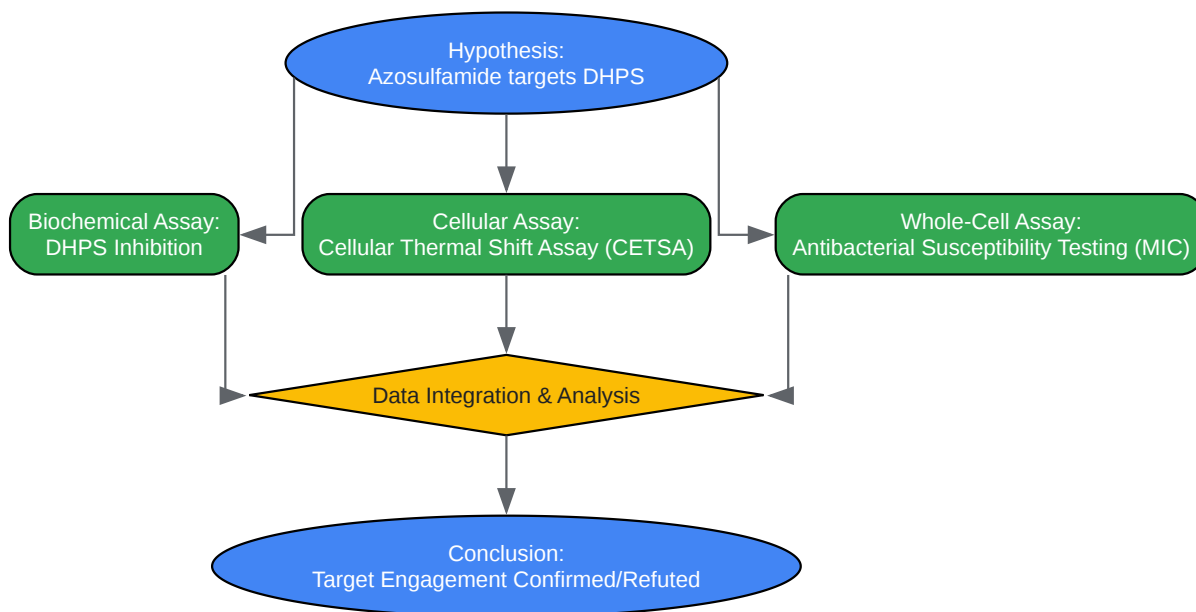 Hypothesis:
Azosulfamide targets DHPS
Biochemical Assay:
DHPS Inhibition
Cellular Assay:
Cellular Thermal Shift Assay (CETSA)
Whole-Cell Assay:
Antibacterial Susceptibility Testing (MIC)
Data Integration & Analysis
Conclusion:
Target Engagement Confirmed/Refuted